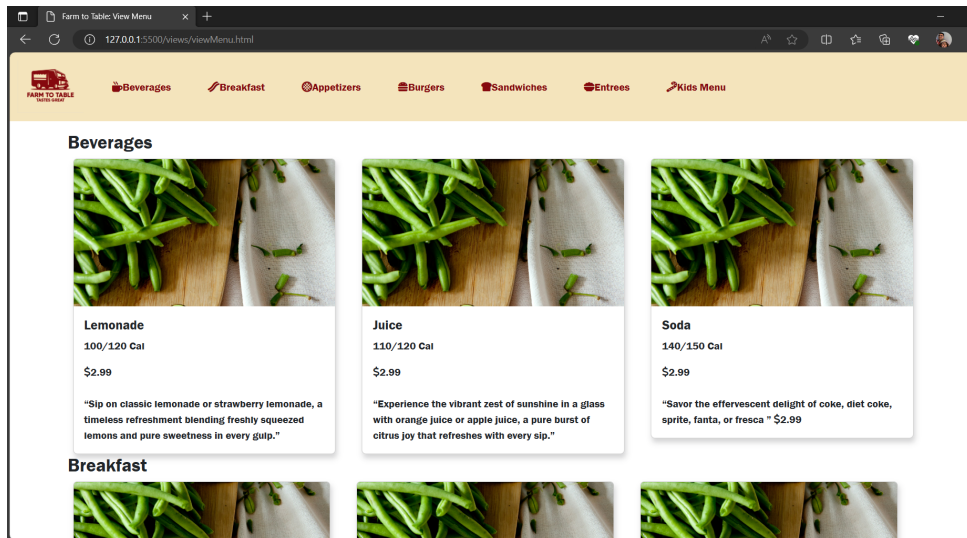 Farm to Table: View Menu
127.0.0.1:5500/views/viewMenu.html
FARM TO TABLE
TASTES GREAT
Beverages Breakfast Appetizers Burgers Sandwiches Entrees Kids Menu
Beverages
Lemonade
100/120 Cal
$2.99
“Sip on classic lemonade or strawberry lemonade, a
timeless refreshment blending freshly squeezed
lemons and pure sweetness in every gulp.”
Juice
110/120 Cal
$2.99
“Experience the vibrant zest of sunshine in a glass
with orange juice or apple juice, a pure burst of
citrus joy that refreshes with every sip.”
Soda
140/150 Cal
$2.99
“Savor the effervescent delight of coke, diet coke,
sprite, fanta, or fresca ” $2.99
Breakfast